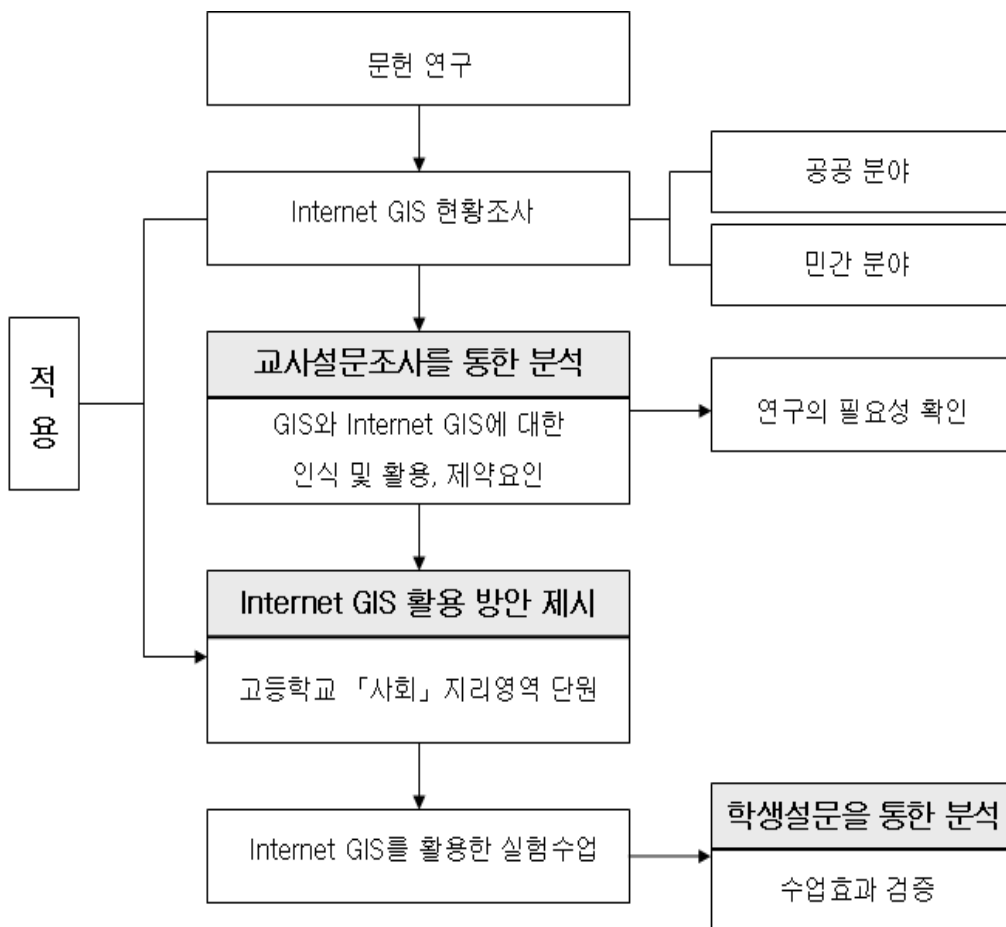 문헌 연구
Internet GIS 현황조사
공공 분야
민간 분야
적
용
교사설문조사를 통한 분석
GIS와 Internet GIS에 대한
인식 및 활용, 제약요인
연구의 필요성 확인
Internet GIS 활용 방안 제시
고등학교 「사회」지리영역 단원
Internet GIS를 활용한 실험수업
학생설문을 통한 분석
수업효과 검증